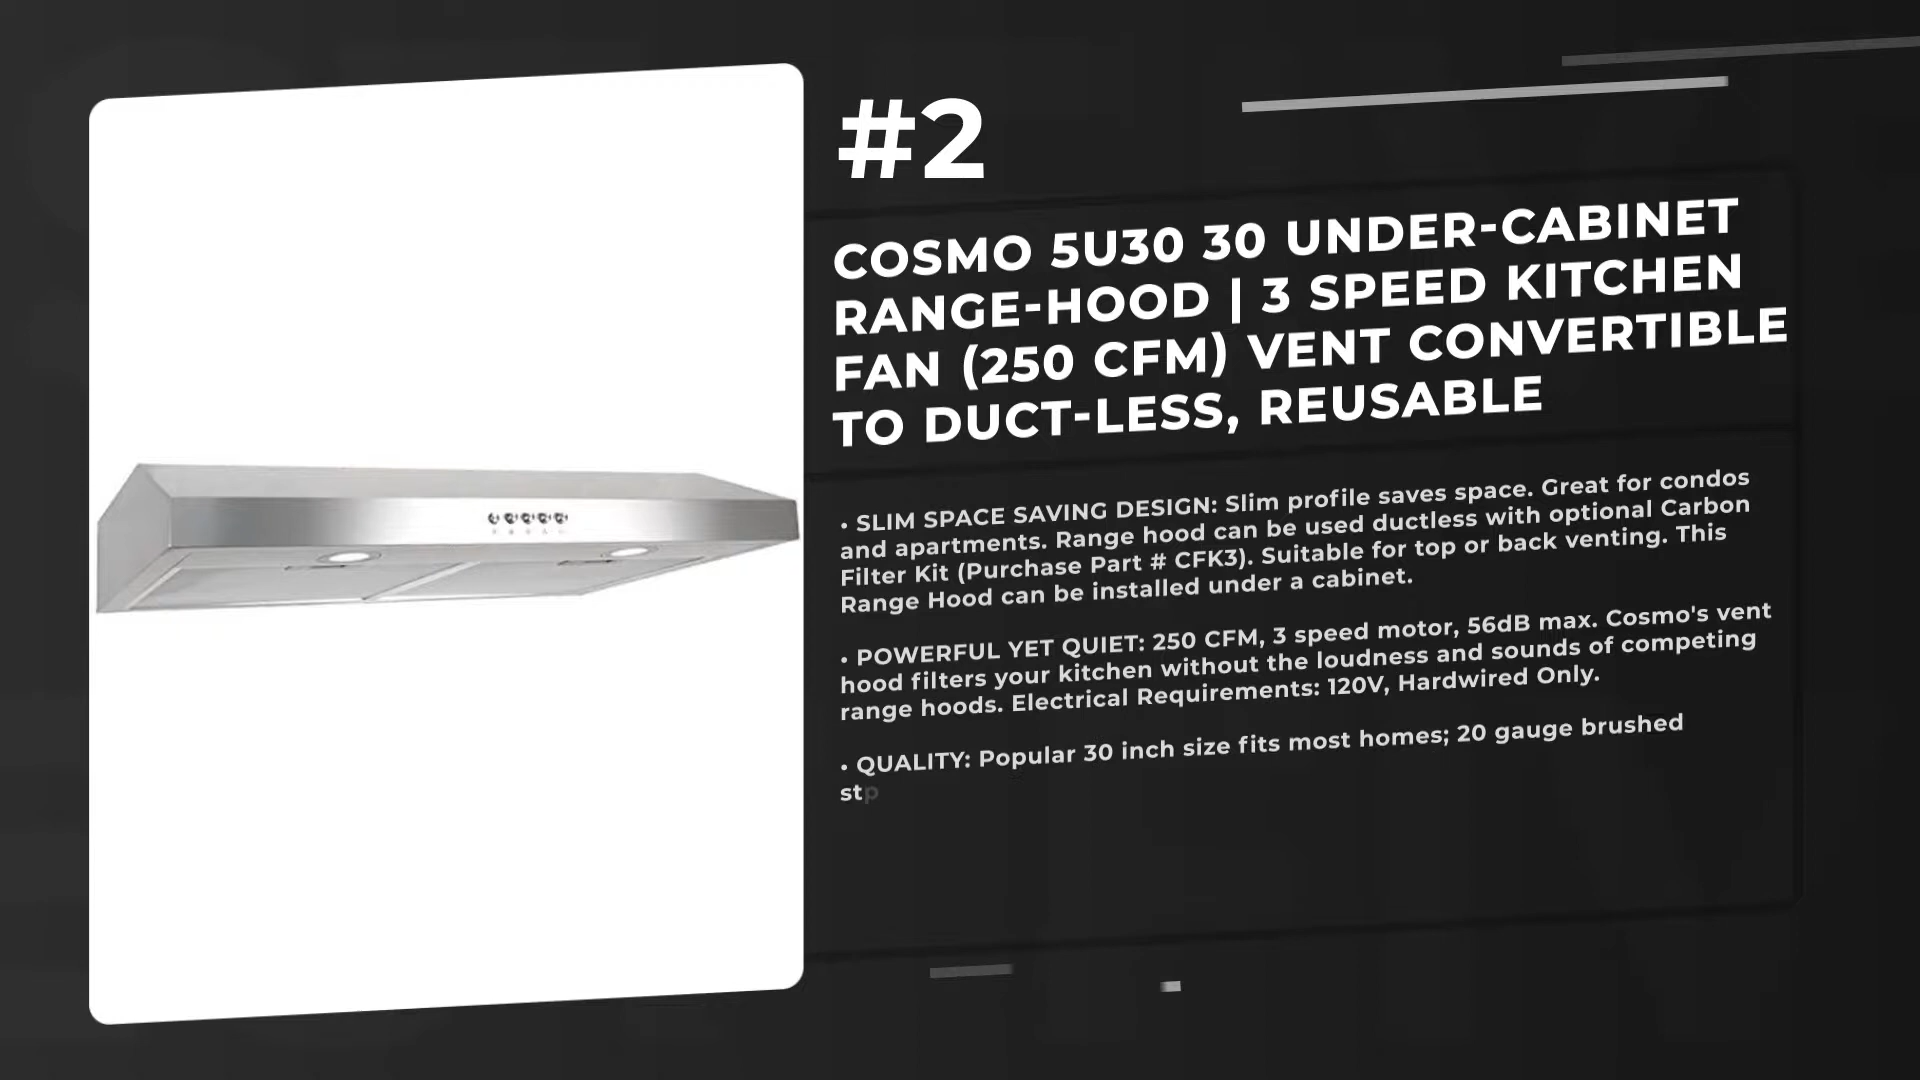 #2
COSMO 5U30 30 UNDER-CABINET
RANGE-HOOD | 3 SPEED KITCHEN
FAN (250 CFM) VENT CONVERTIBLE
TO DUCT-LESS, REUSABLE
• SLIM SPACE SAVING DESIGN: Slim profile saves space. Great for condos
and apartments. Range hood can be used ductless with optional Carbon
Filter Kit (Purchase Part # CFK3). Suitable for top or back venting. This
Range Hood can be installed under a cabinet.
• POWERFUL YET QUIET: 250 CFM, 3 speed motor, 56dB max. Cosmo's vent
hood filters your kitchen without the loudness and sounds of competing
range hoods. Electrical Requirements: 120V, Hardwired Only.
• QUALITY: Popular 30 inch size fits most homes; 20 gauge brushed
stp